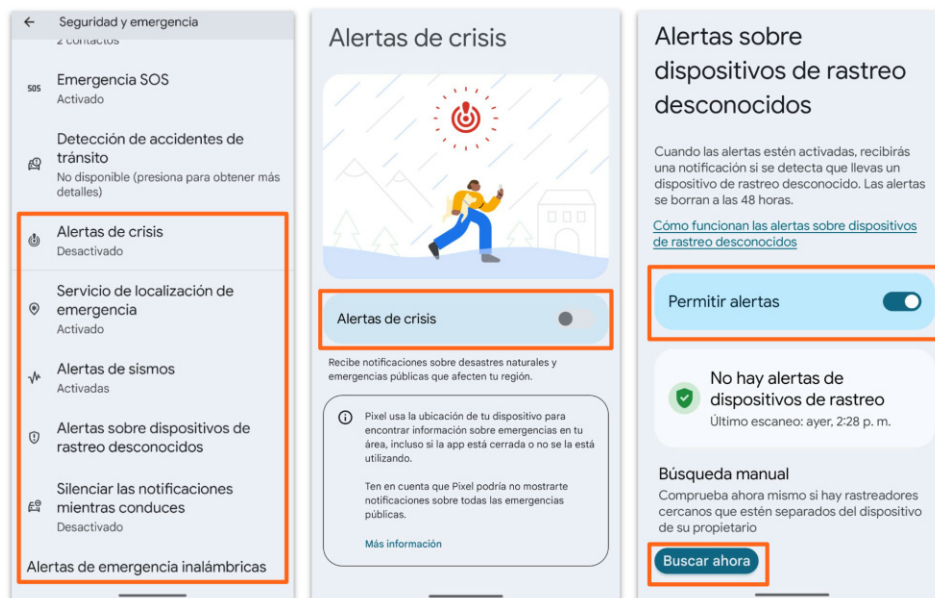 Seguridad y emergencia
2 contactos
SOS
Emergencia SOS
Activado
Detección de accidentes de
tránsito
No disponible (presiona para obtener más
detalles)
Alertas de crisis
Desactivado
Servicio de localización de
emergencia
Activado
Alertas de sismos
Activadas
Alertas sobre dispositivos de
rastreo desconocidos
Silenciar las notificaciones
mientras conduces
Desactivado
Alertas de emergencia inalámbricas
Alertas de crisis
Alertas de crisis
Recibe notificaciones sobre desastres naturales y
emergencias públicas que afecten tu región.
Pixel usa la ubicación de tu dispositivo para
encontrar información sobre emergencias en tu
área, incluso si la app está cerrada o no se la está
utilizando.
Ten en cuenta que Pixel podría no mostrarte
notificaciones sobre todas las emergencias
públicas.
Más información
Alertas sobre
dispositivos de rastreo
desconocidos
Cuando las alertas estén activadas, recibirás
una notificación si se detecta que llevas un
dispositivo de rastreo desconocido. Las alertas
se borran a las 48 horas.
Cómo funcionan las alertas sobre dispositivos
de rastreo desconocidos
Permitir alertas
No hay alertas de
dispositivos de rastreo
Último escaneo: ayer, 2:28 p. m.
Búsqueda manual
Comprueba ahora mismo si hay rastreadores
cercanos que estén separados del dispositivo
de su propietario
Buscar ahora